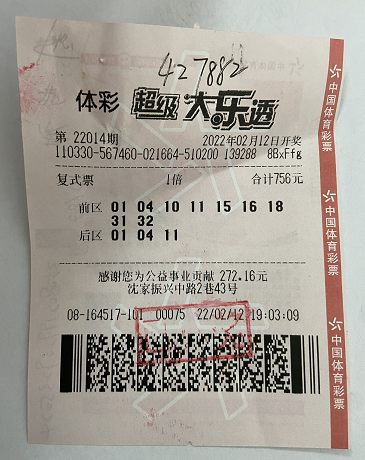 427882
体彩 超级大乐透
第 22014期 2022年02月12日开奖
110330-567460-021664-510200 139288 8BxFfg
复式票 1倍 合计756元
前区 01 04 10 11 15 16 18
31 32
后区 01 04 11
感谢您为公益事业贡献 272.16元
沈家振兴中路2巷43号
08-164517-101 00075 22/02/12 19:03:09
中国体育彩票
中国体育彩票
中国体育彩票